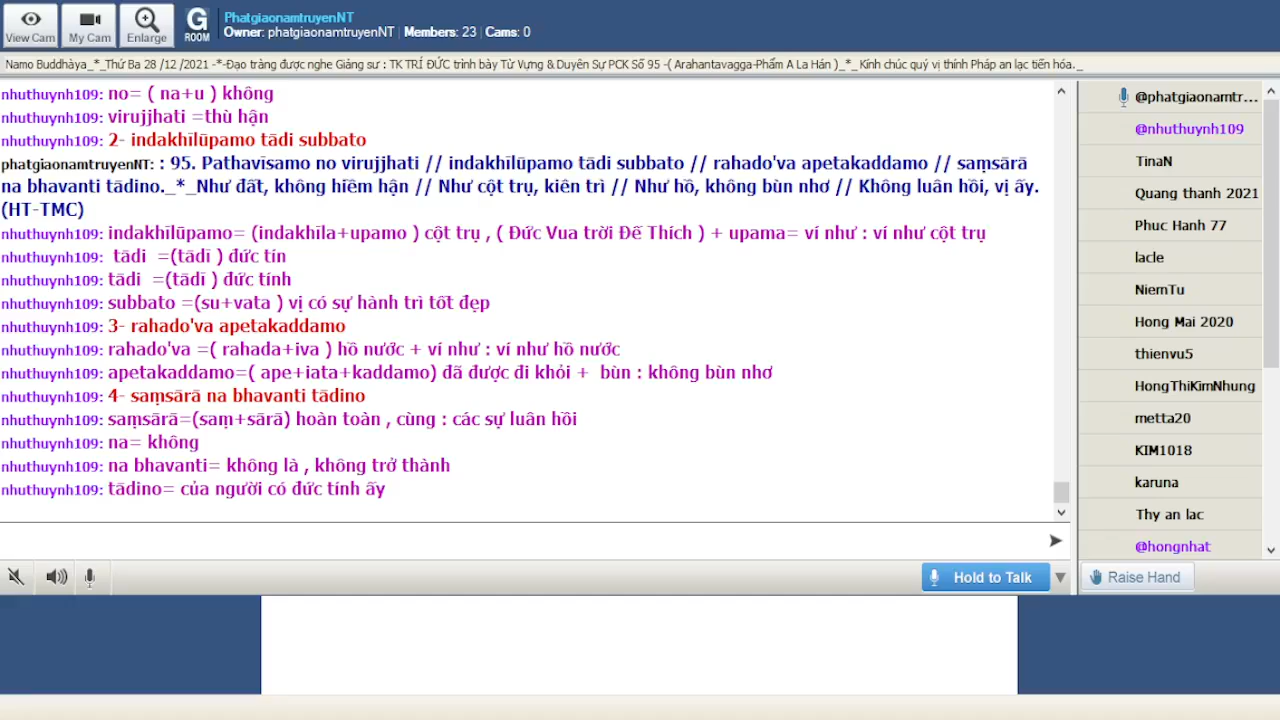 View Cam
My Cam
Enlarge
G
ROOM
PhatgiaonamtruyenNT
Owner: phatgiaonamtruyenNT | Members: 23 | Cams: 0
Namo Buddhàya_*_Thứ Ba 28 /12 /2021 -*-Đạo tràng được nghe Giảng sư : TK TRÍ ĐỨC trình bày Từ Vựng & Duyên Sự PCK Số 95 -( Arahantavagga-Phẩm A La Hán )_*_ Kính chúc quý vị thính Pháp an lạc tiến hóa._
nhuthuynh109: no= ( na+u ) không
nhuthuynh109: virujjhati =thù hận
nhuthuynh109: 2- indakhīlūpamo tādi subbato
phatgiaonamtruyenNT: : 95. Pathavīsamo no virujjhati // indakhīlūpamo tādi subbato // rahado'va apetakaddamo // saṃsārā
na bhavanti tādino._*_Như đất, không hiềm hận // Như cột trụ, kiên trì // Như hồ, không bùn nhơ // Không luân hồi, vị ấy.
(HT-TMC)
nhuthuynh109: indakhīlūpamo= (indakhīla+upamo ) cột trụ , ( Đức Vua trời Đế Thích ) + upama= ví như : ví như cột trụ
nhuthuynh109: tādi =(tādī ) đức tín
nhuthuynh109: tādi =(tādī ) đức tính
nhuthuynh109: subbato =(su+vata ) vị có sự hành trì tốt đẹp
nhuthuynh109: 3- rahado'va apetakaddamo
nhuthuynh109: rahado'va =( rahada+iva ) hồ nước + ví như : ví như hồ nước
nhuthuynh109: apetakaddamo=( ape+iata+kaddamo) đã được đi khỏi + bùn : không bùn nhơ
nhuthuynh109: 4- saṃsārā na bhavanti tādino
nhuthuynh109: saṃsārā=(saṃ+sārā) hoàn toàn , cùng : các sự luân hồi
nhuthuynh109: na= không
nhuthuynh109: na bhavanti= không là , không trở thành
nhuthuynh109: tādino= của người có đức tính ấy
@phatgiaonamtr...
@nhuthuynh109
TinaN
Quang thanh 2021
Phuc Hanh 77
lacle
NiemTu
Hong Mai 2020
thienvu5
HongThiKimNhung
metta20
KIM1018
karuna
Thy an lac
@hongnhat
Hold to Talk
Raise Hand